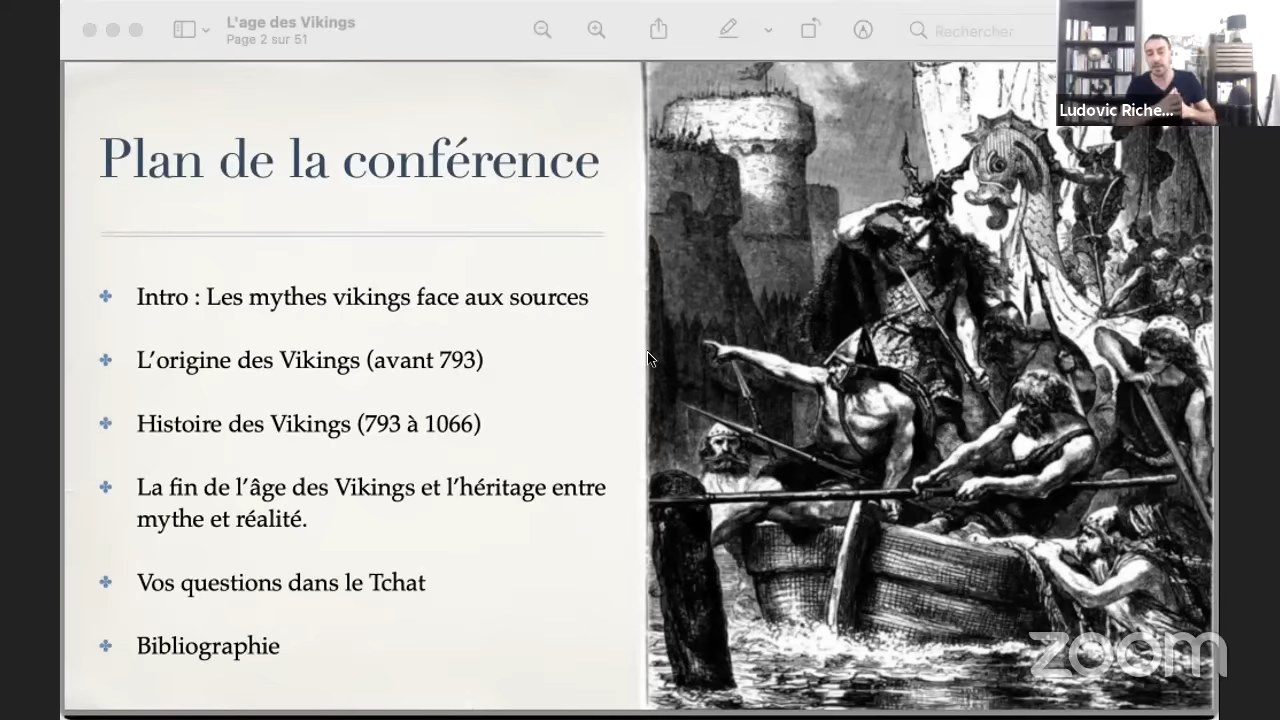 L'age des Vikings
Page 2 sur 51
Rechercher
Ludovic Riche...
Plan de la conférence
Intro : Les mythes vikings face aux sources
L'origine des Vikings (avant 793)
Histoire des Vikings (793 à 1066)
La fin de l'âge des Vikings et l'héritage entre
mythe et réalité.
Vos questions dans le Tchat
Bibliographie
zoom